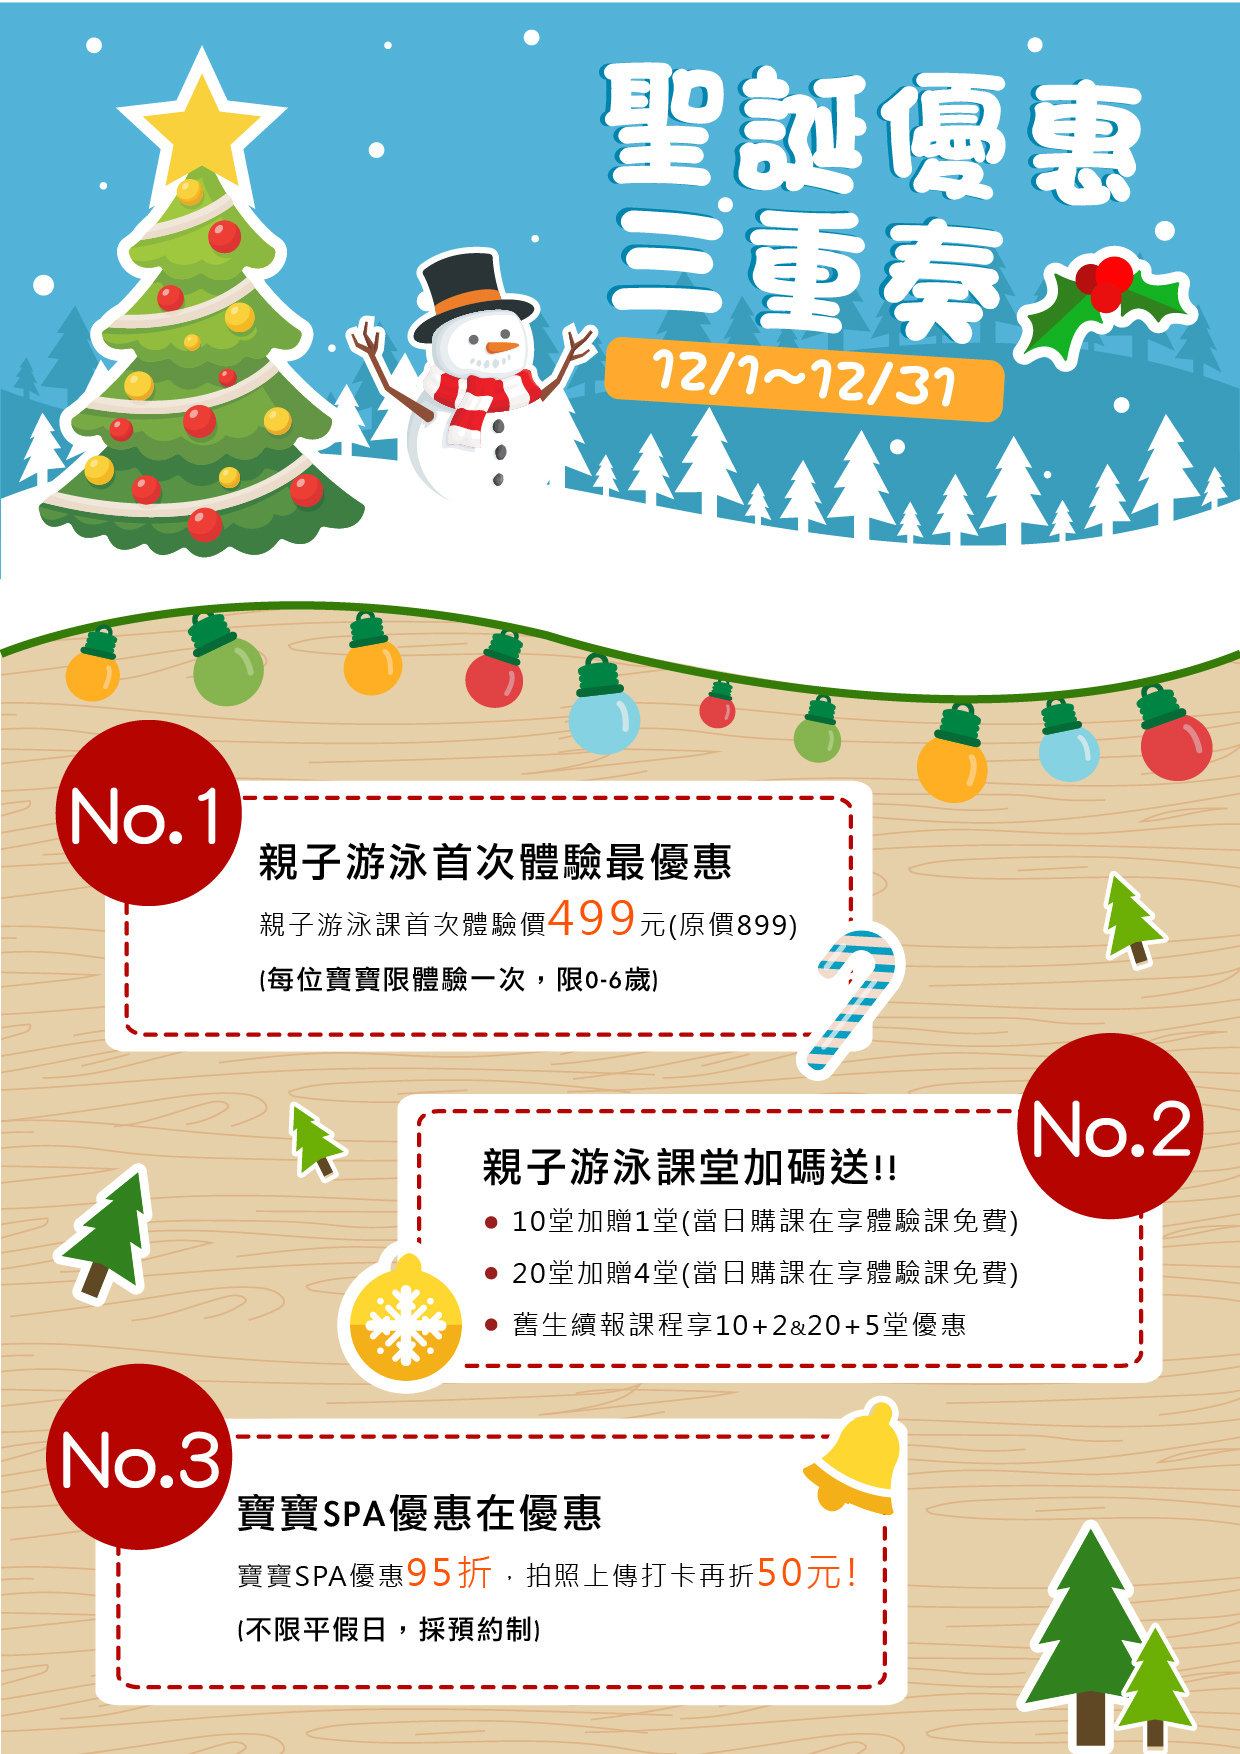 聖誕優惠
三重奏
12/1~12/31
No.1
親子游泳首次體驗最優惠
親子游泳課首次體驗價499元(原價899)
(每位寶寶限體驗一次，限0-6歲)
No.2
親子游泳課堂加碼送!!
● 10堂加贈1堂(當日購課在享體驗課免費)
● 20堂加贈4堂(當日購課在享體驗課免費)
● 舊生續報課程享10+2&20+5堂優惠
No.3
寶寶SPA優惠在優惠
寶寶SPA優惠95折，拍照上傳打卡再折50元!
(不限平假日，採預約制)